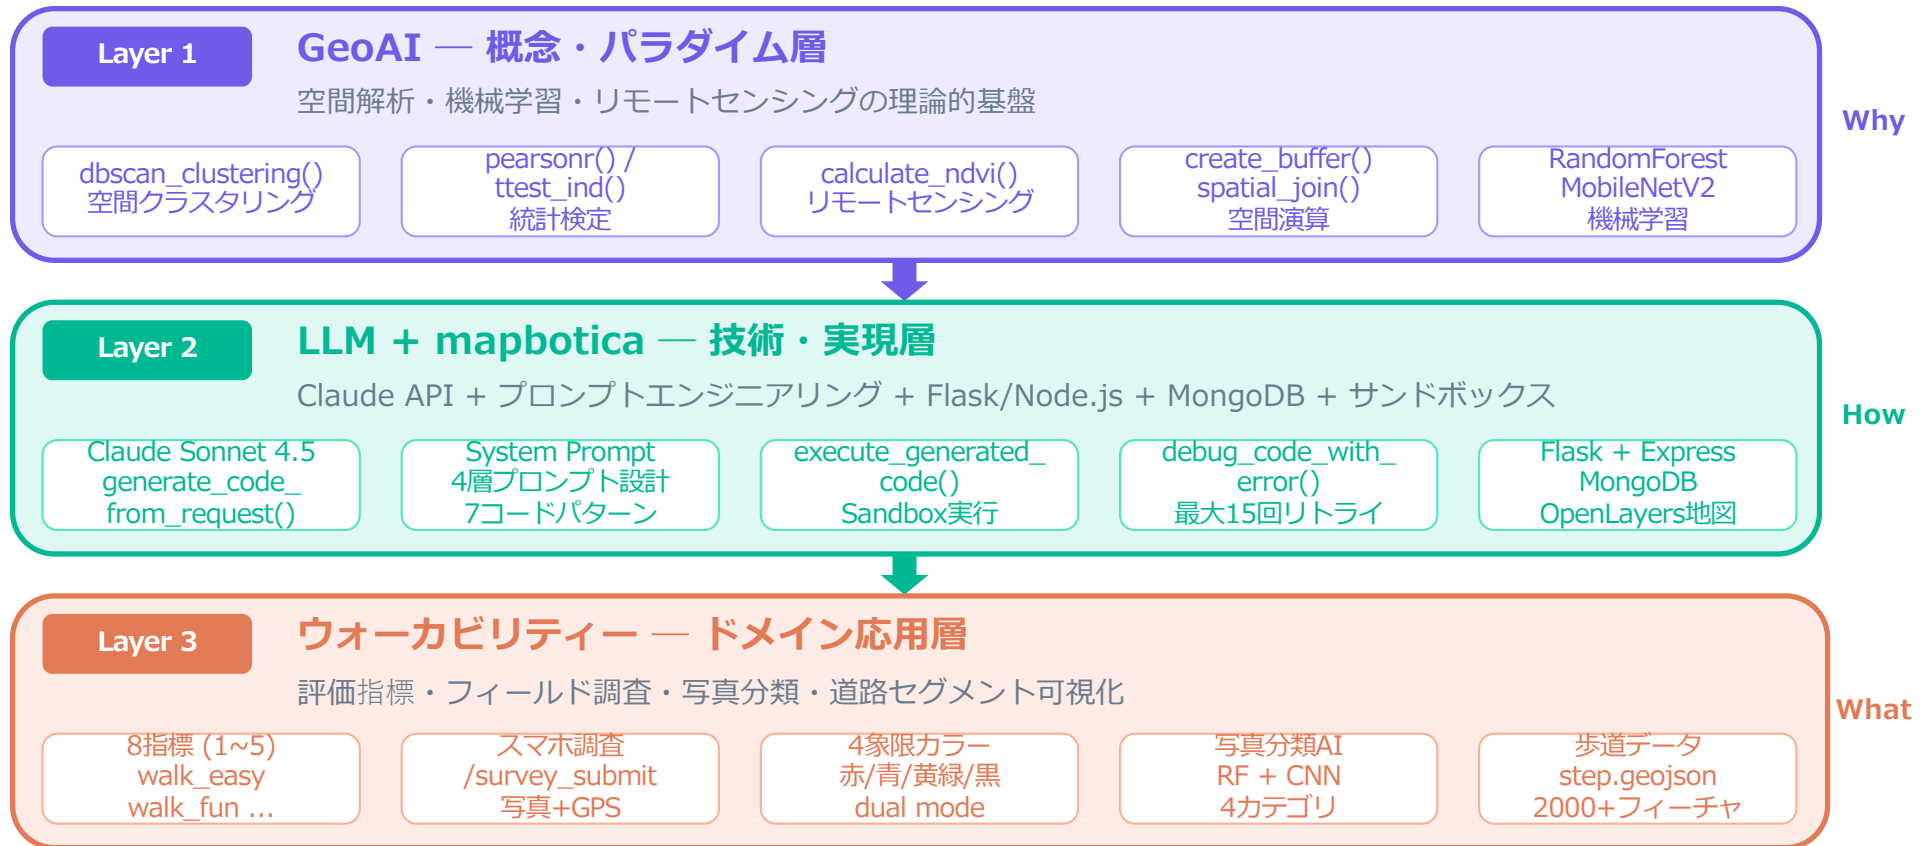 Layer 1
GeoAI — 概念・パラダイム層
空間解析・機械学習・リモートセンシングの理論的基盤
Why
dbscan_clustering()
空間クラスタリング
pearsonr() /
ttest_ind()
統計検定
calculate_ndvi()
リモートセンシング
create_buffer()
spatial_join()
空間演算
RandomForest
MobileNetV2
機械学習
Layer 2
LLM + mapbotica — 技術・実現層
Claude API + プロンプトエンジニアリング + Flask/Node.js + MongoDB + サンドボックス
How
Claude Sonnet 4.5
generate_code_
from_request()
System Prompt
4層プロンプト設計
7コードパターン
execute_generated_
code()
Sandbox実行
debug_code_with_
error()
最大15回リトライ
Flask + Express
MongoDB
OpenLayers地図
Layer 3
ウォーカビリティー — ドメイン応用層
評価指標・フィールド調査・写真分類・道路セグメント可視化
What
8指標 (1~5)
walk_easy
walk_fun ...
スマホ調査
/survey_submit
写真+GPS
4象限カラー
赤/青/黄緑/黒
dual mode
写真分類AI
RF + CNN
4カテゴリ
歩道データ
step.geojson
2000+フィーチャ